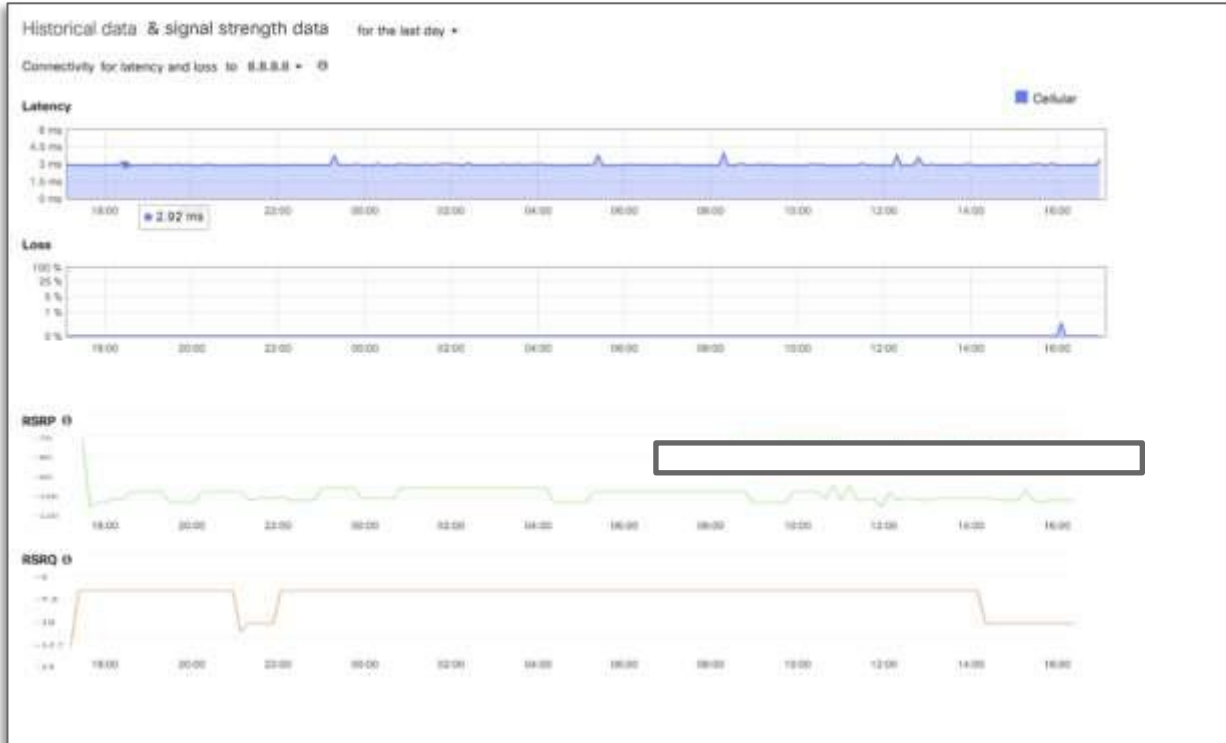 Historical data & signal strength data for the last day
Connectivity for latency and loss to 8.8.8.8
Cellular
Latency
6 ms
4.5 ms
3 ms
1.5 ms
0 ms
18:00 22:00 00:00 02:00 04:00 06:00 08:00 10:00 12:00 14:00 16:00
2.92 ms
Loss
100 %
25 %
5 %
1 %
0 %
18:00 20:00 22:00 00:00 02:00 04:00 06:00 08:00 10:00 12:00 14:00 16:00
RSRP
18:00 20:00 22:00 00:00 02:00 04:00 06:00 08:00 10:00 12:00 14:00 16:00
RSRQ
18:00 20:00 22:00 00:00 02:00 04:00 06:00 08:00 10:00 12:00 14:00 16:00